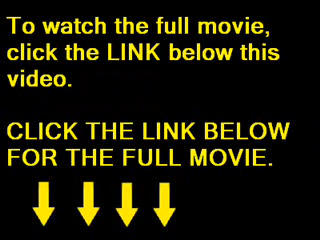 To watch the full movie,
click the LINK below this
video.
CLICK THE LINK BELOW
FOR THE FULL MOVIE.